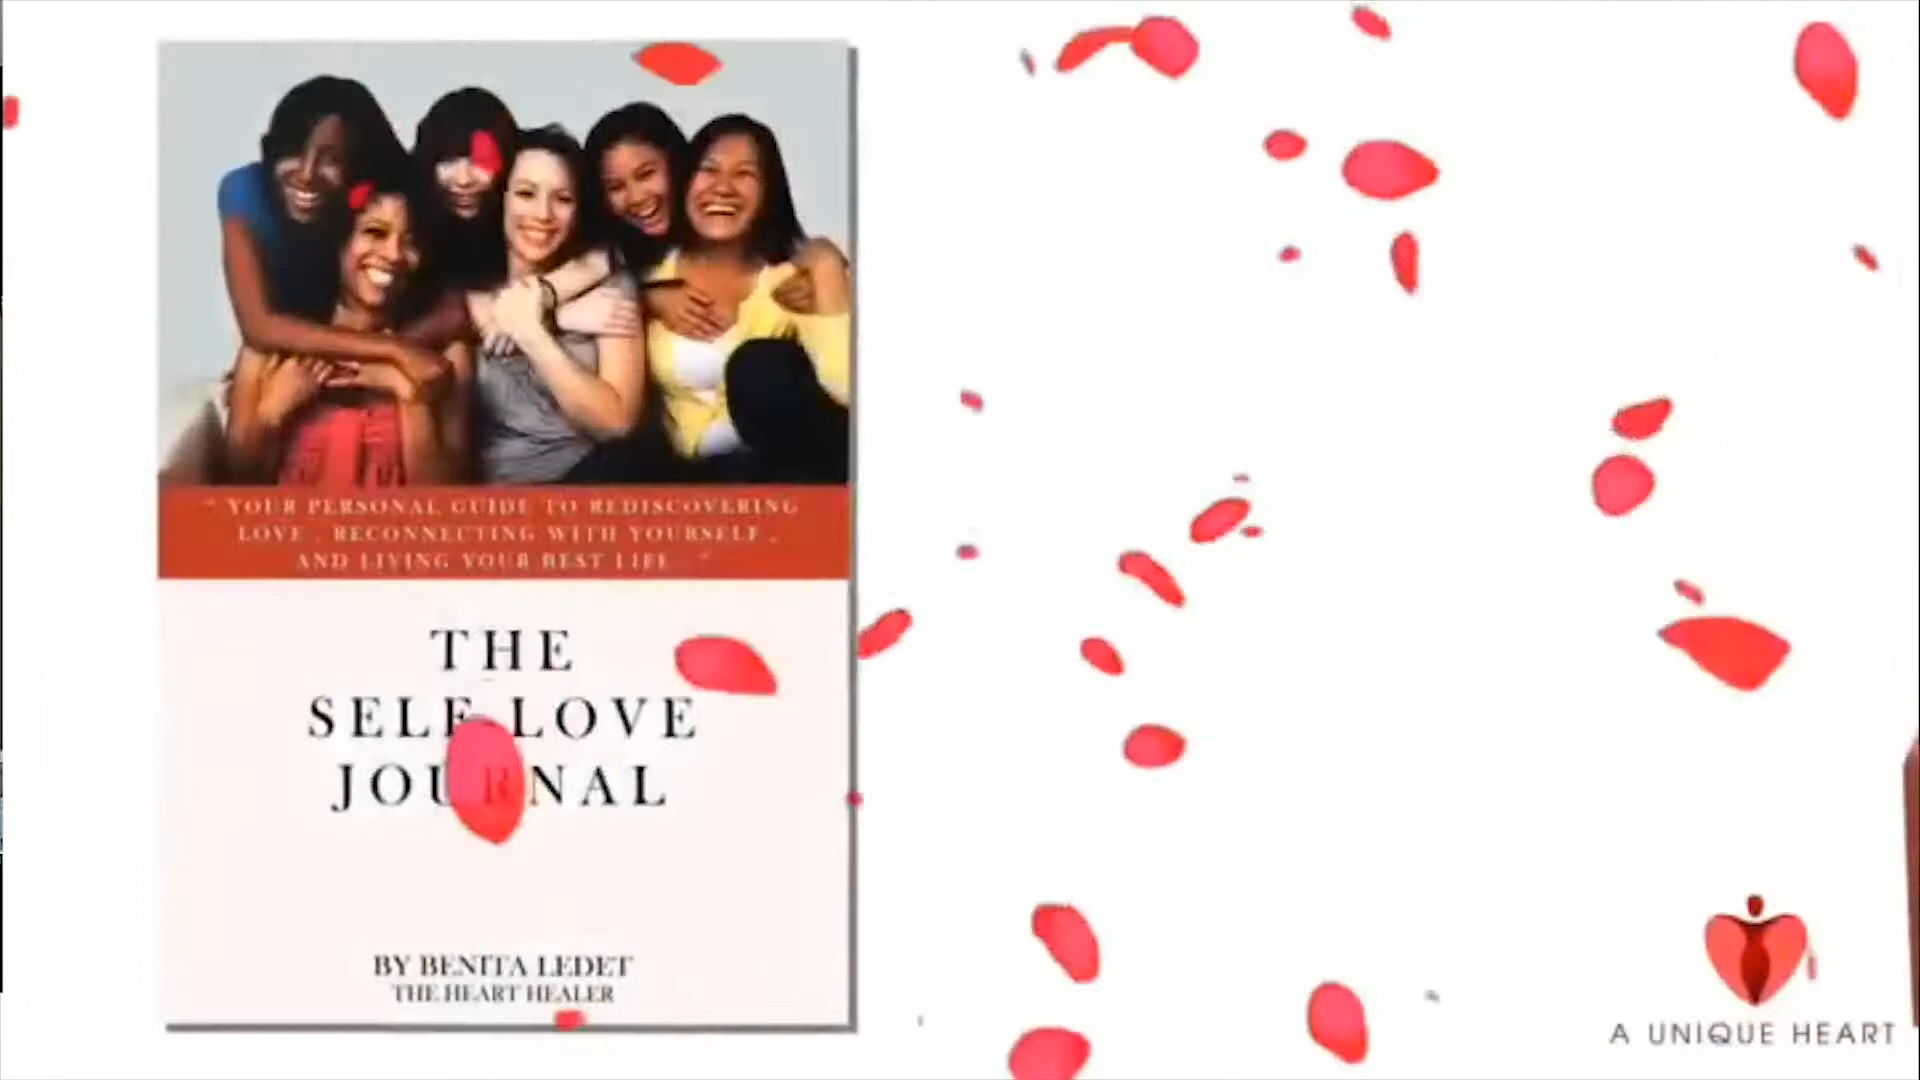 " YOUR PERSONAL GUIDE TO REDISCOVERING
LOVE , RECONNECTING WITH YOURSELF ,
AND LIVING YOUR BEST LIFE . "
THE
SELF-LOVE
JOURNAL
BY BENITA LEDET
THE HEART HEALER
A UNIQUE HEART